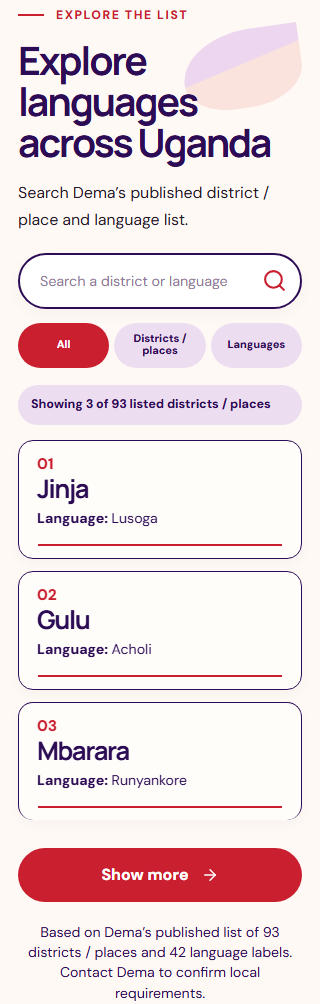 EXPLORE THE LIST
Explore
languages
across Uganda
Search Dema’s published district /
place and language list.
Search a district or language
All
Districts /
places
Languages
Showing 3 of 93 listed districts / places
01
Jinja
Language: Lusoga
02
Gulu
Language: Acholi
03
Mbarara
Language: Runyankore
Show more →
Based on Dema’s published list of 93
districts / places and 42 language labels.
Contact Dema to confirm local
requirements.